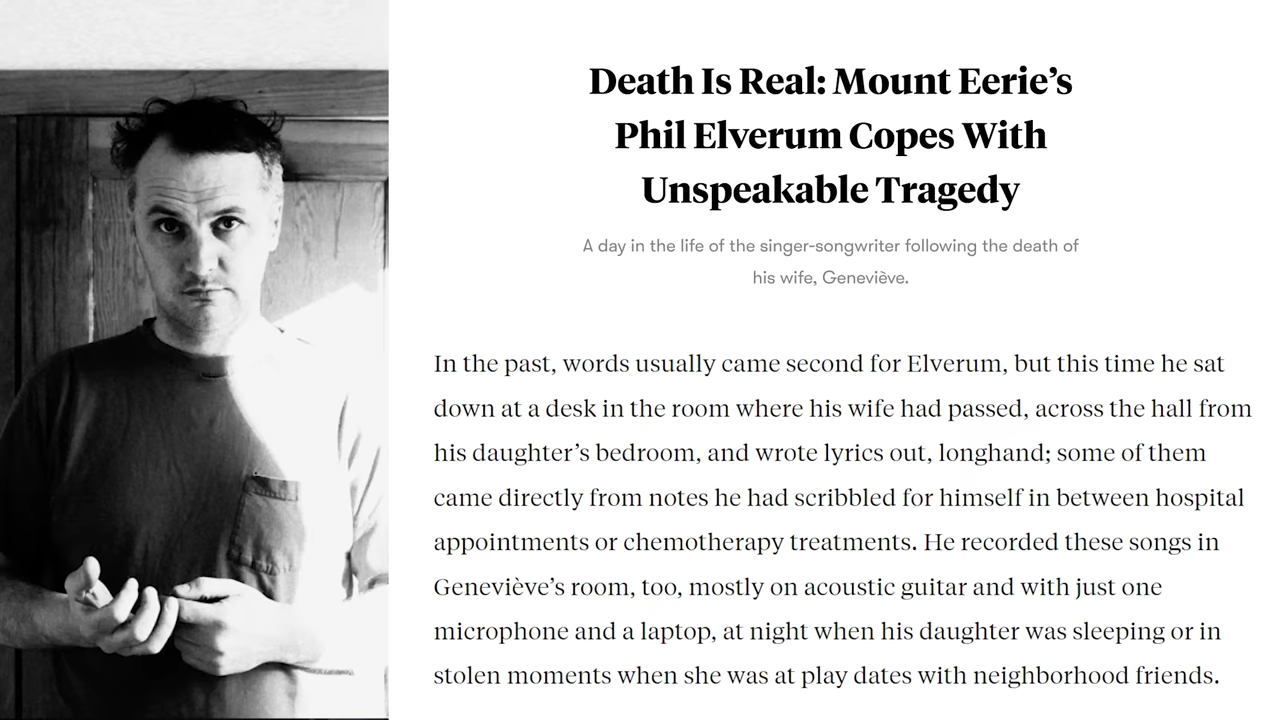 Death Is Real: Mount Eerie’s
Phil Elverum Copes With
Unspeakable Tragedy
A day in the life of the singer-songwriter following the death of
his wife, Geneviève.
In the past, words usually came second for Elverum, but this time he sat
down at a desk in the room where his wife had passed, across the hall from
his daughter’s bedroom, and wrote lyrics out, longhand; some of them
came directly from notes he had scribbled for himself in between hospital
appointments or chemotherapy treatments. He recorded these songs in
Geneviève’s room, too, mostly on acoustic guitar and with just one
microphone and a laptop, at night when his daughter was sleeping or in
stolen moments when she was at play dates with neighborhood friends.